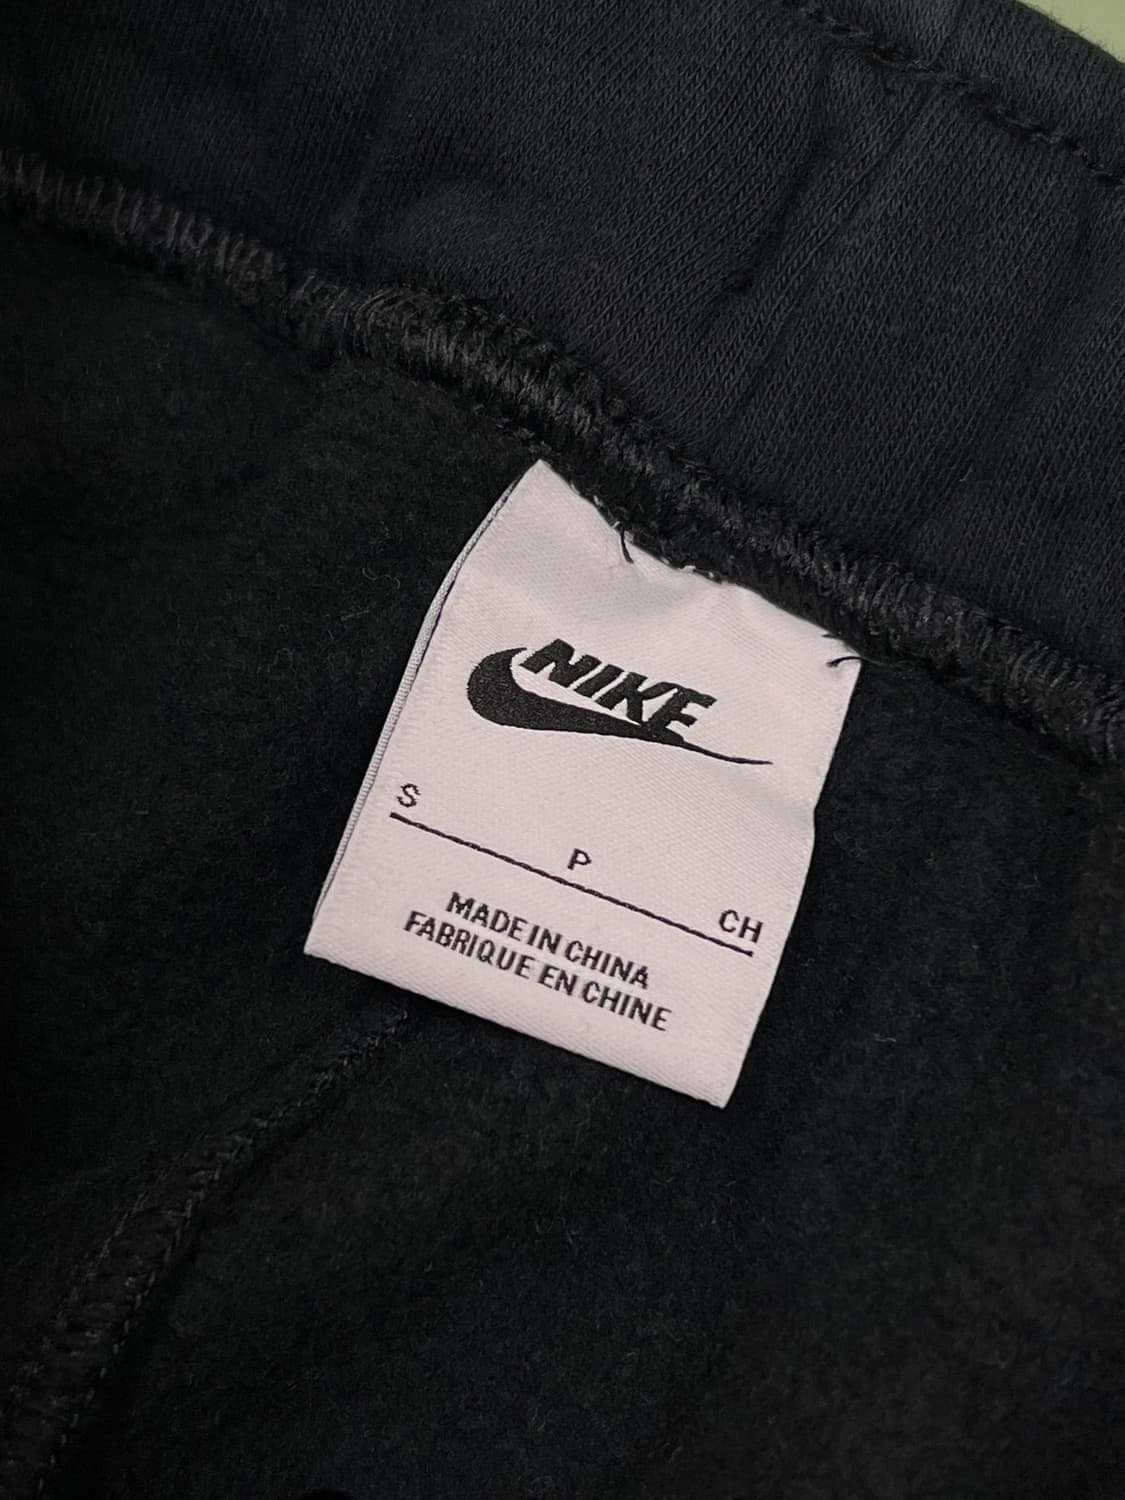 NIKE
S P CH
MADE IN CHINA
FABRIQUE EN CHINE